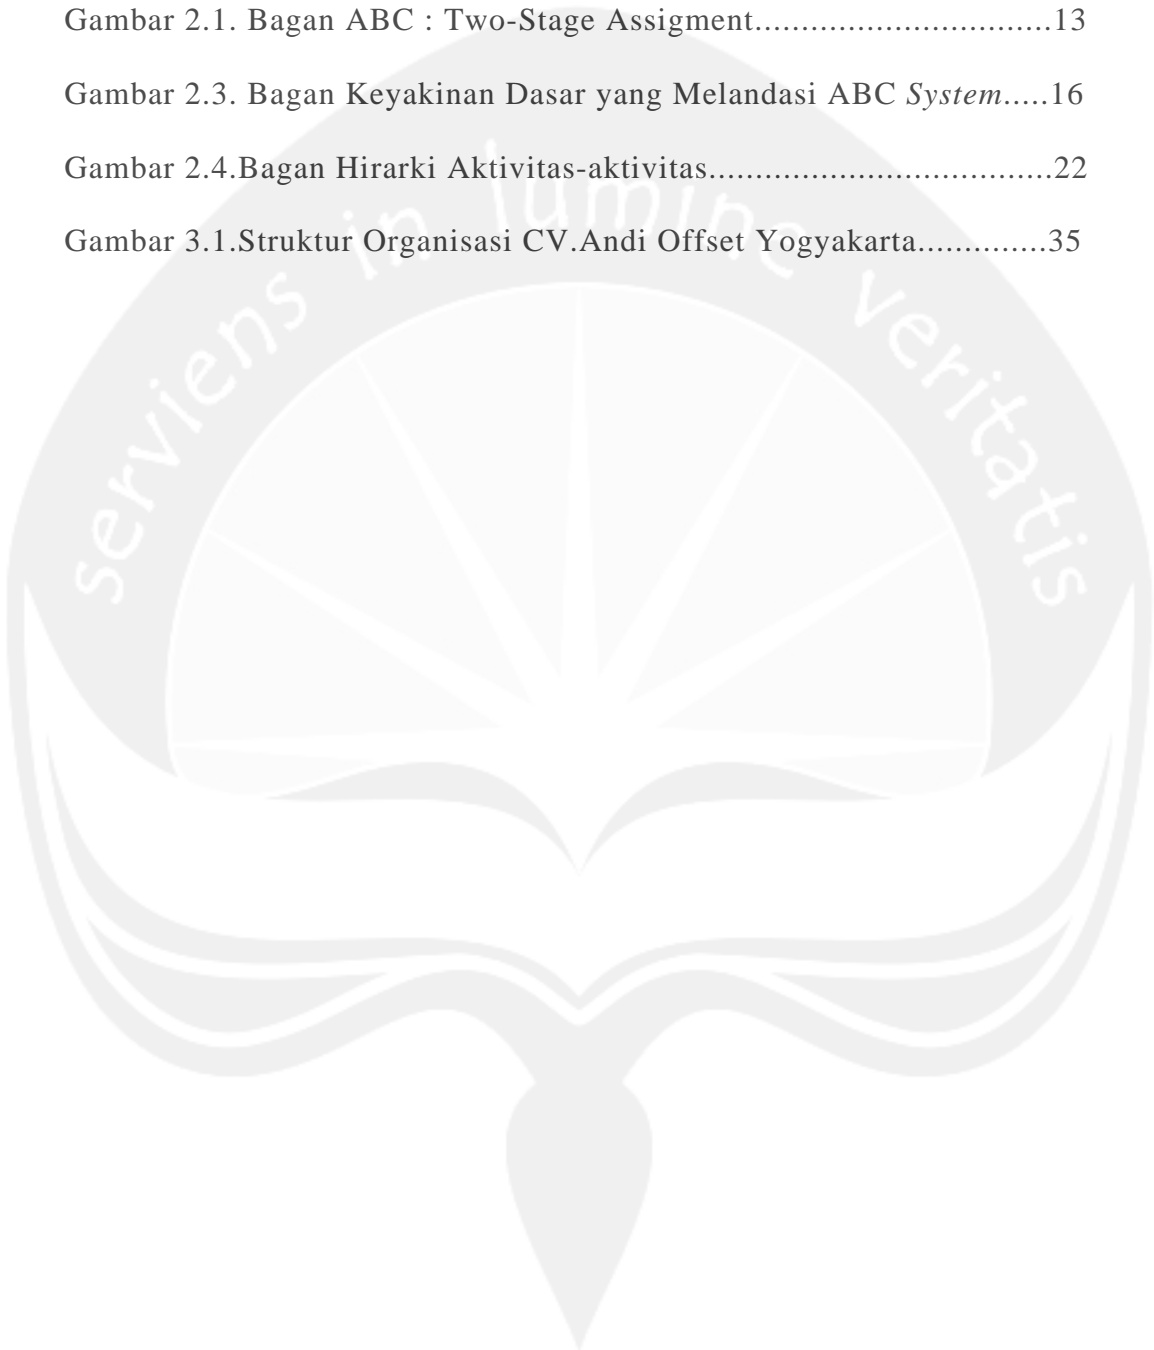 Gambar 2.1. Bagan ABC : Two-Stage Assigment................................13
Gambar 2.3. Bagan Keyakinan Dasar yang Melandasi ABC System.....16
Gambar 2.4.Bagan Hirarki Aktivitas-aktivitas.....................................22
Gambar 3.1.Struktur Organisasi CV.Andi Offset Yogyakarta..............35
serviens in lumine veritatis